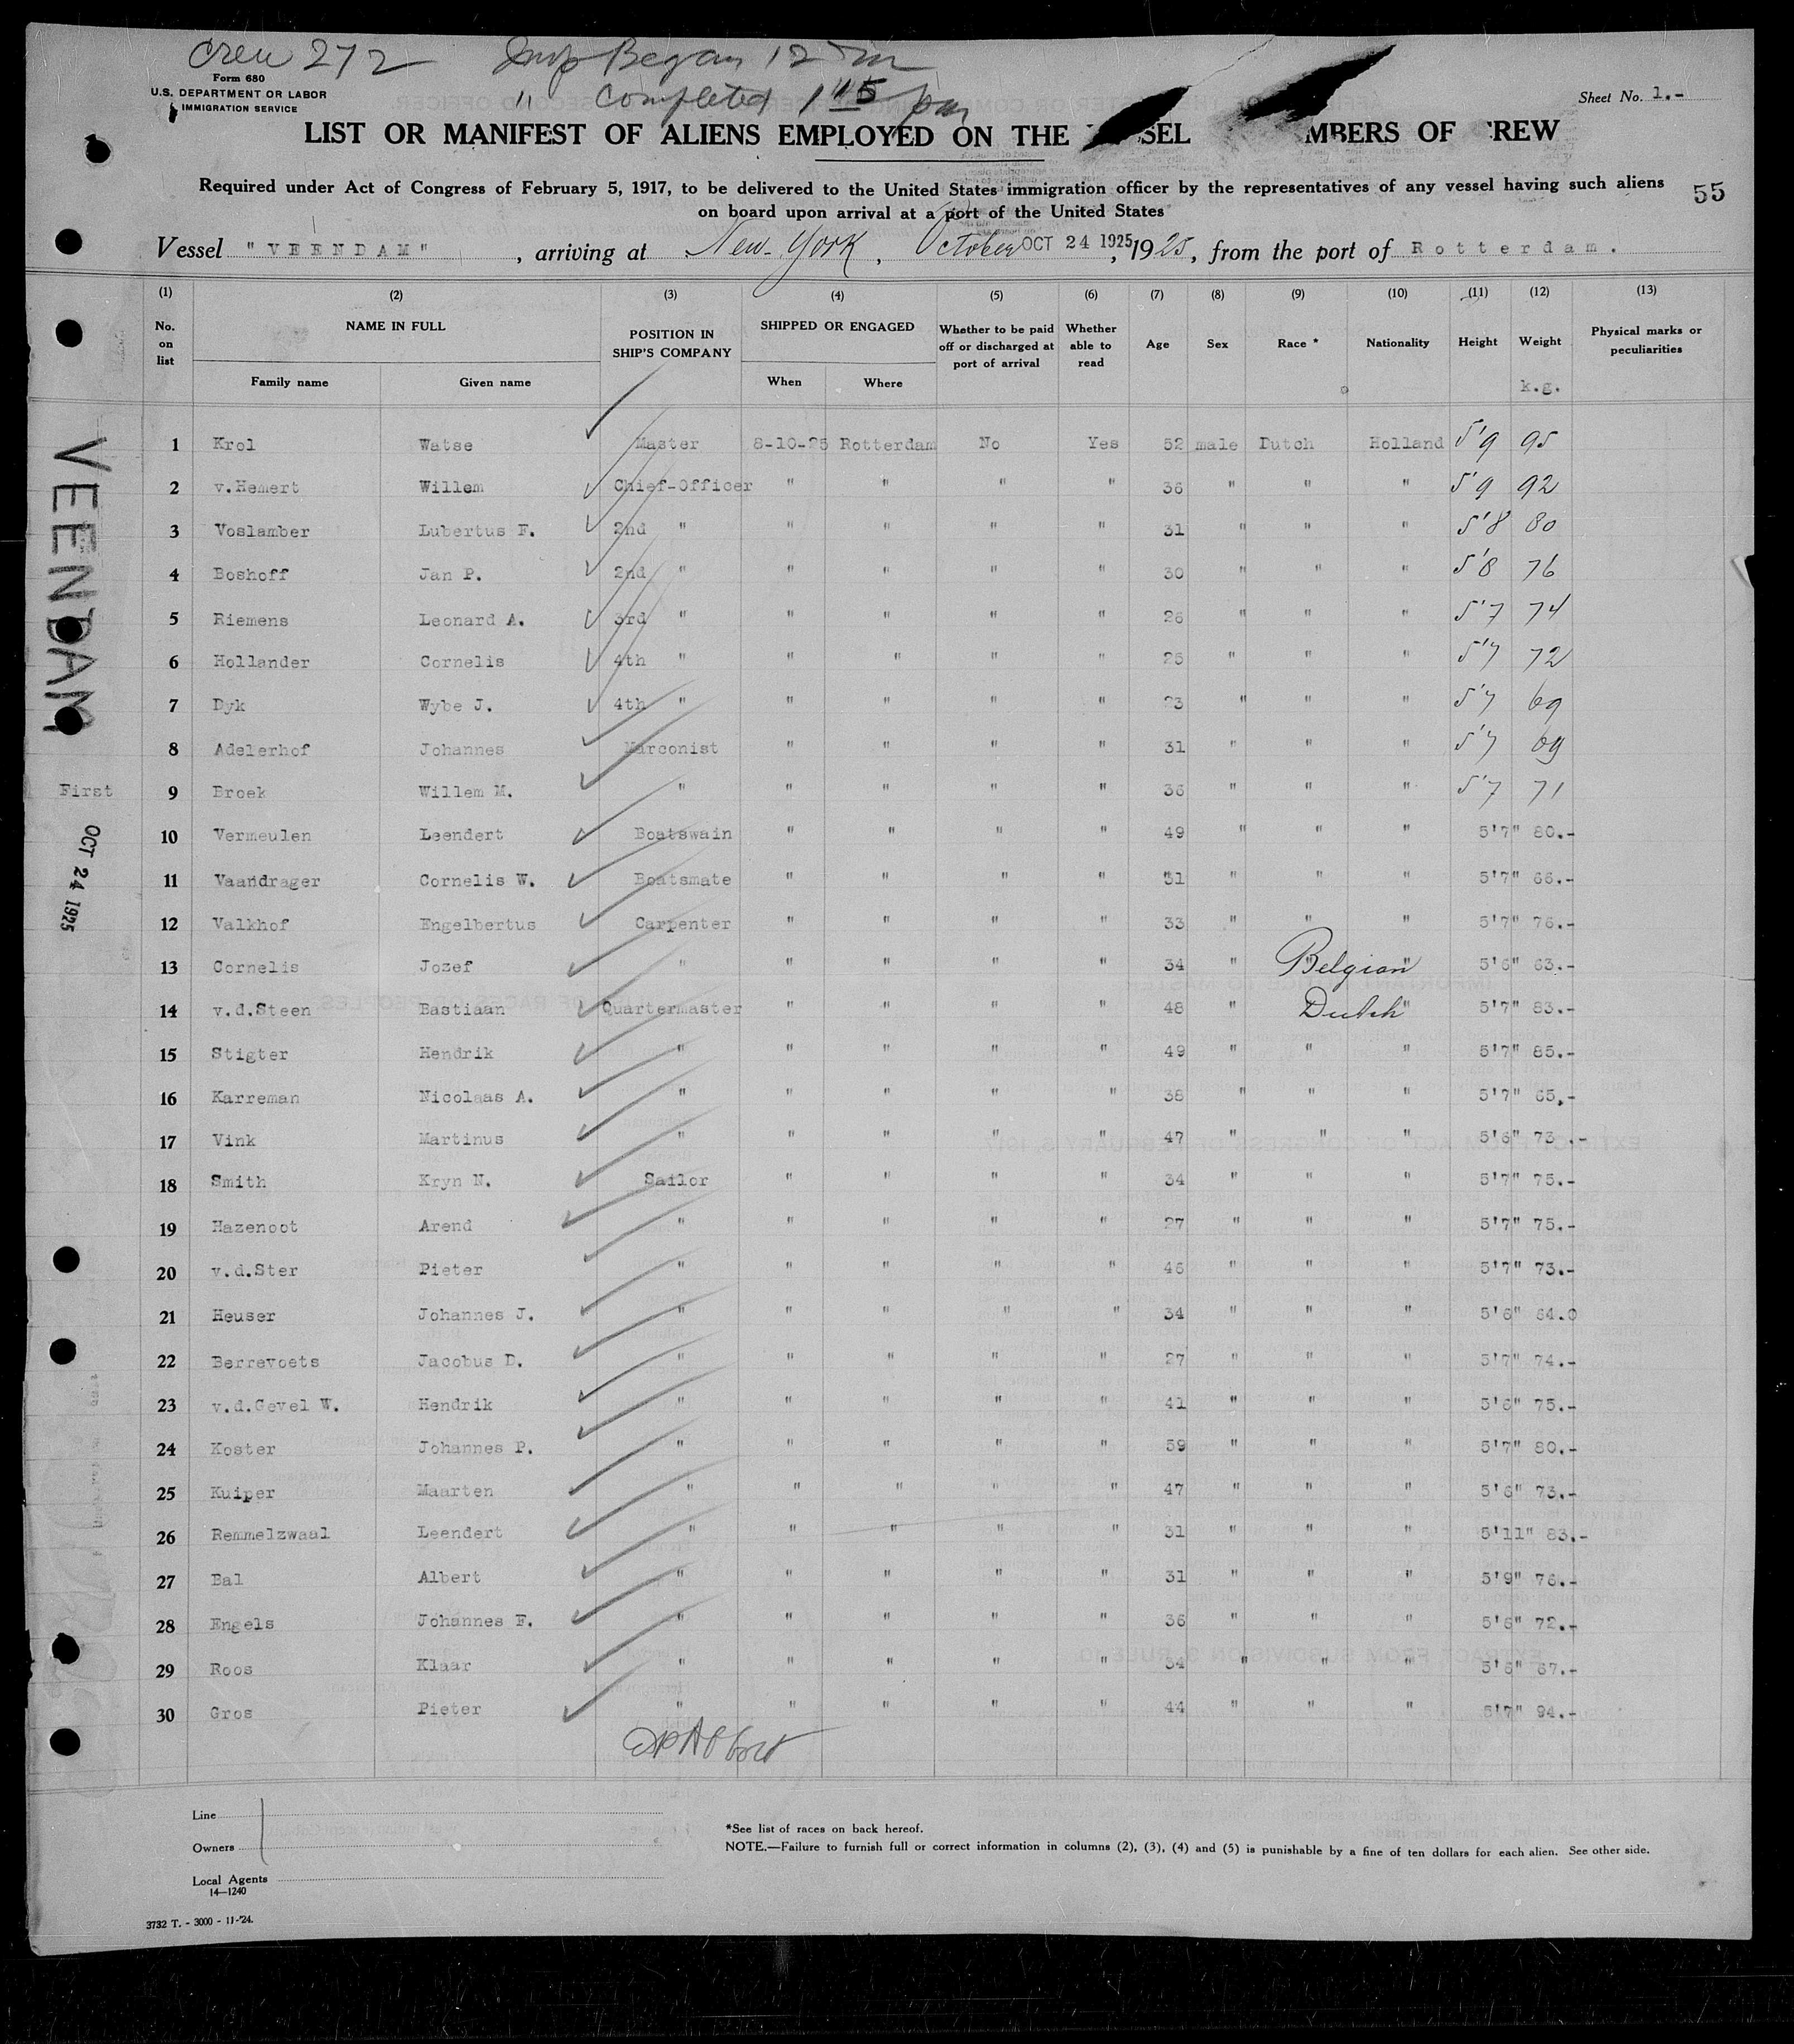 Crew 272 Insp Began 12 Pm
" Completed 1 15 pm
Form 680
U.S. DEPARTMENT OR LABOR
IMMIGRATION SERVICE
Sheet No. 1.-
LIST OR MANIFEST OF ALIENS EMPLOYED ON THE SEL MBERS OF REW
Required under Act of Congress of February 5, 1917, to be delivered to the United States immigration officer by the representatives of any vessel having such aliens
on board upon arrival at a port of the United States
55
Vessel "VEENDAM", arriving at New-York, October OCT 24 1925, 1925, from the port of Rotterdam.
(1) (2) (3) (4) (5) (6) (7) (8) (9) (10) (11) (12) (13)
No. on list NAME IN FULL POSITION IN SHIP'S COMPANY SHIPPED OR ENGAGED Whether to be paid off or discharged at port of arrival Whether able to read Age Sex Race * Nationality Height Weight Physical marks or peculiarities
Family name Given name When Where k.g.
1 Krol Watse Master 8-10-25 Rotterdam No Yes 52 male Dutch Holland 5'9 95
2 v.Hemert Willem Chief-Officer " " " " 36 " " " 5'9 92
3 Voslamber Lubertus F. 2nd " " " " " 31 " " " 5'8 80
4 Boshoff Jan P. 2nd " " " " " 30 " " " 5'8 76
5 Riemens Leonard A. 3rd " " " " " 26 " " " 5'7 74
6 Hollander Cornelis 4th " " " " " 25 " " " 5'7 72
7 Dyk Wybe J. 4th " " " " " 23 " " " 5'7 69
8 Adelerhof Johannes Marconist " " " " 31 " " " 5'7 69
9 Broek Willem M. " " " " " 36 " " " 5'7 71
10 Vermeulen Leendert Boatswain " " " " 49 " " " 5'7" 80.-
11 Vaandrager Cornelis W. Boatsmate " " " " 31 " " " 5'7" 66.-
12 Valkhof Engelbertus Carpenter " " " " 33 " " " 5'7" 76.-
13 Cornelis Jozef " " " " " 34 " Belgian " 5'6" 63.-
14 v.d.Steen Bastiaan Quartermaster " " " " 48 " Dutch " 5'7" 83.-
15 Stigter Hendrik " " " " " 49 " " " 5'7" 85.-
16 Karreman Nicolaas A. " " " " " 38 " " " 5'7" 65.-
17 Vink Martinus " " " " " 47 " " " 5'6" 73.-
18 Smith Kryn N. Sailor " " " " 34 " " " 5'7" 75.-
19 Hazenoot Arend " " " " " 27 " " " 5'7" 75.-
20 v.d.Ster Pieter " " " " " 46 " " " 5'7" 73.-
21 Heuser Johannes J. " " " " " 34 " " " 5'6" 64.0
22 Berrevoets Jacobus D. " " " " " 27 " " " 5'7" 74.-
23 v.d.Gevel W. Hendrik " " " " " 41 " " " 5'6" 75.-
24 Koster Johannes P. " " " " " 59 " " " 5'7" 80.-
25 Kuiper Maarten " " " " " 47 " " " 5'6" 73.-
26 Remmelzwaal Leendert " " " " " 31 " " " 5'11" 83.-
27 Bal Albert " " " " " 31 " " " 5'9" 76.-
28 Engels Johannes F. " " " " " 36 " " " 5'6" 72.-
29 Roos Klaar " " " " " 34 " " " 5'6" 67.-
30 Gros Pieter " " " " " 44 " " " 5'7" 94.-
VEENDAM
First
OCT 24 1925
Line
Owners
Local Agents
14—1240
*See list of races on back hereof.
NOTE.—Failure to furnish full or correct information in columns (2), (3), (4) and (5) is punishable by a fine of ten dollars for each alien. See other side.
3732 T. - 3000 - 11-'24.